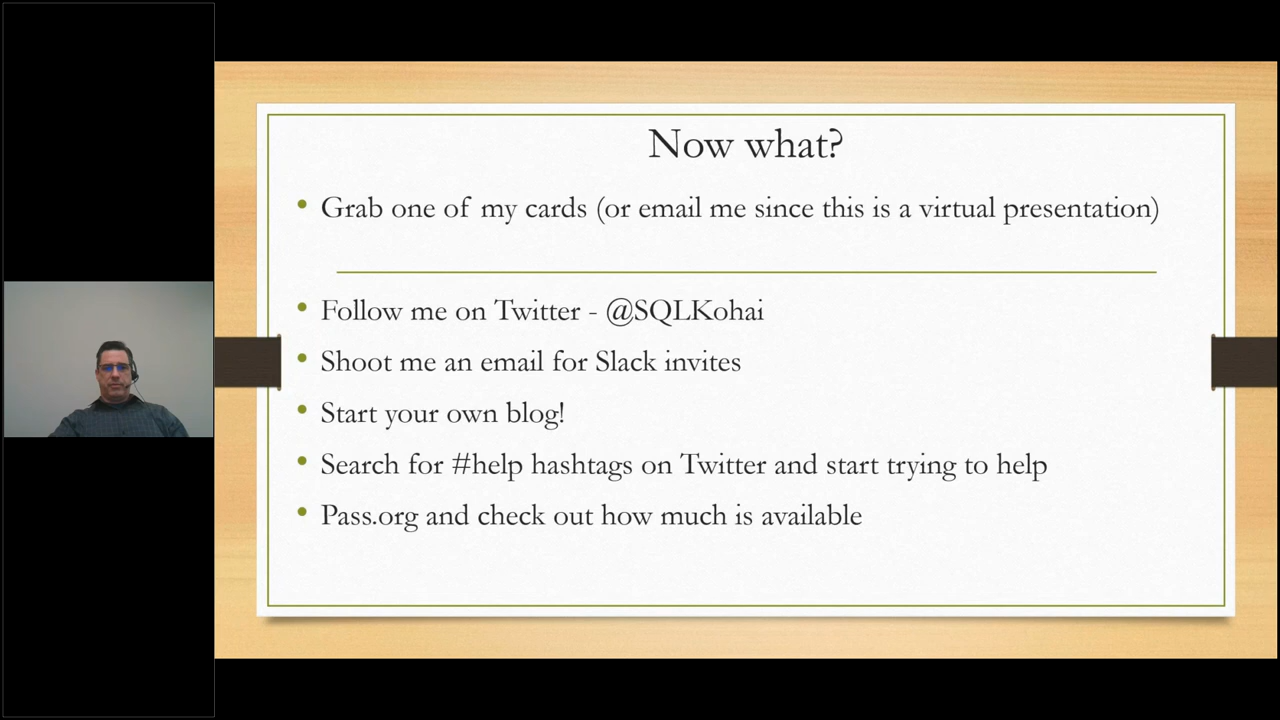 Now what?
• Grab one of my cards (or email me since this is a virtual presentation)
• Follow me on Twitter - @SQLKohai
• Shoot me an email for Slack invites
• Start your own blog!
• Search for #help hashtags on Twitter and start trying to help
• Pass.org and check out how much is available